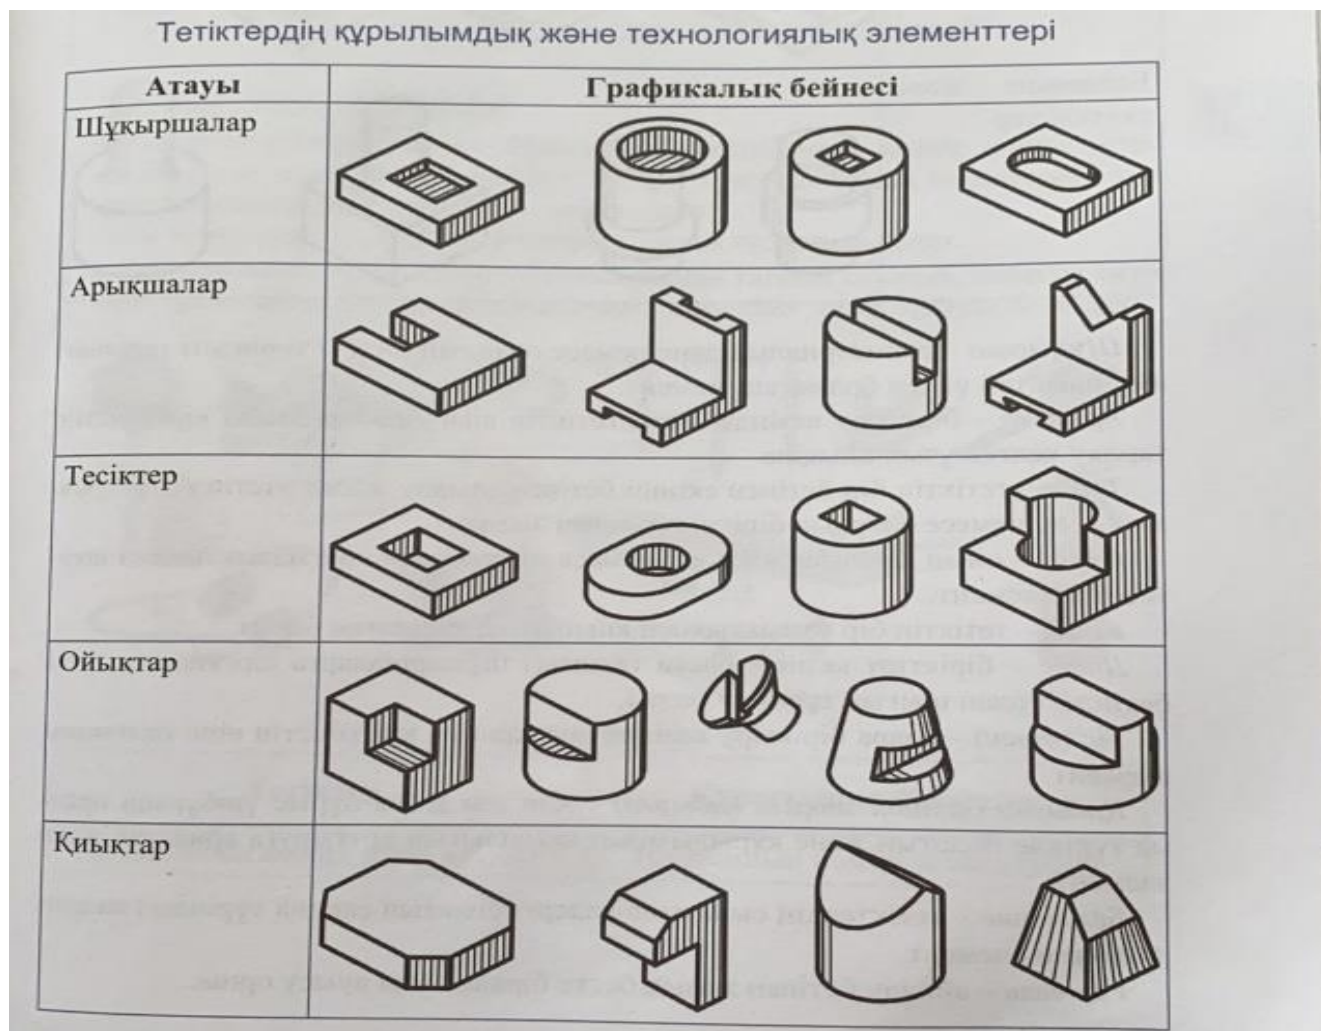 Тетіктердің құрылымдық және технологиялық элементтері
Атауы
Графикалық бейнесі
Шұқыршалар
Арықшалар
Тесіктер
Ойықтар
Қиықтар